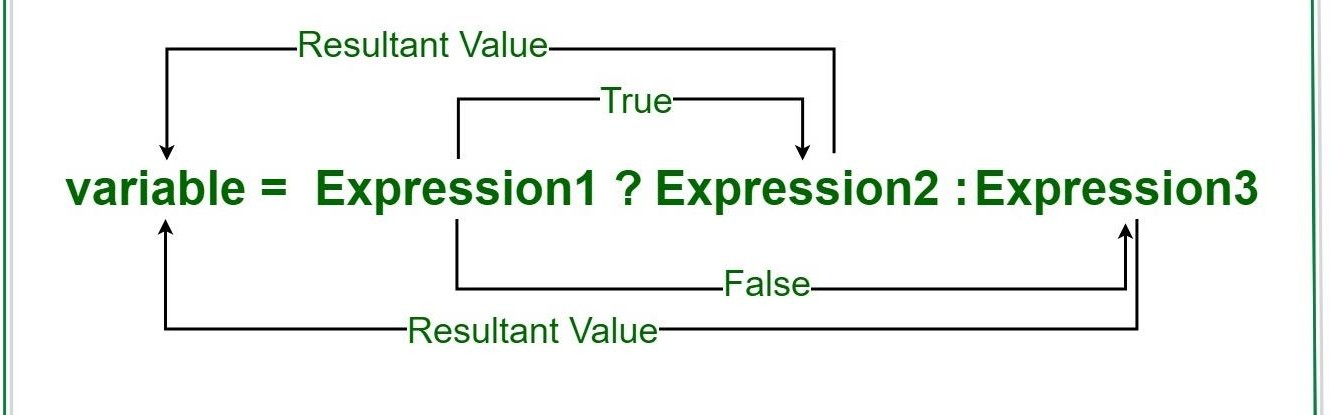 Resultant Value
True
variable = Expression1 ? Expression2 : Expression3
False
Resultant Value